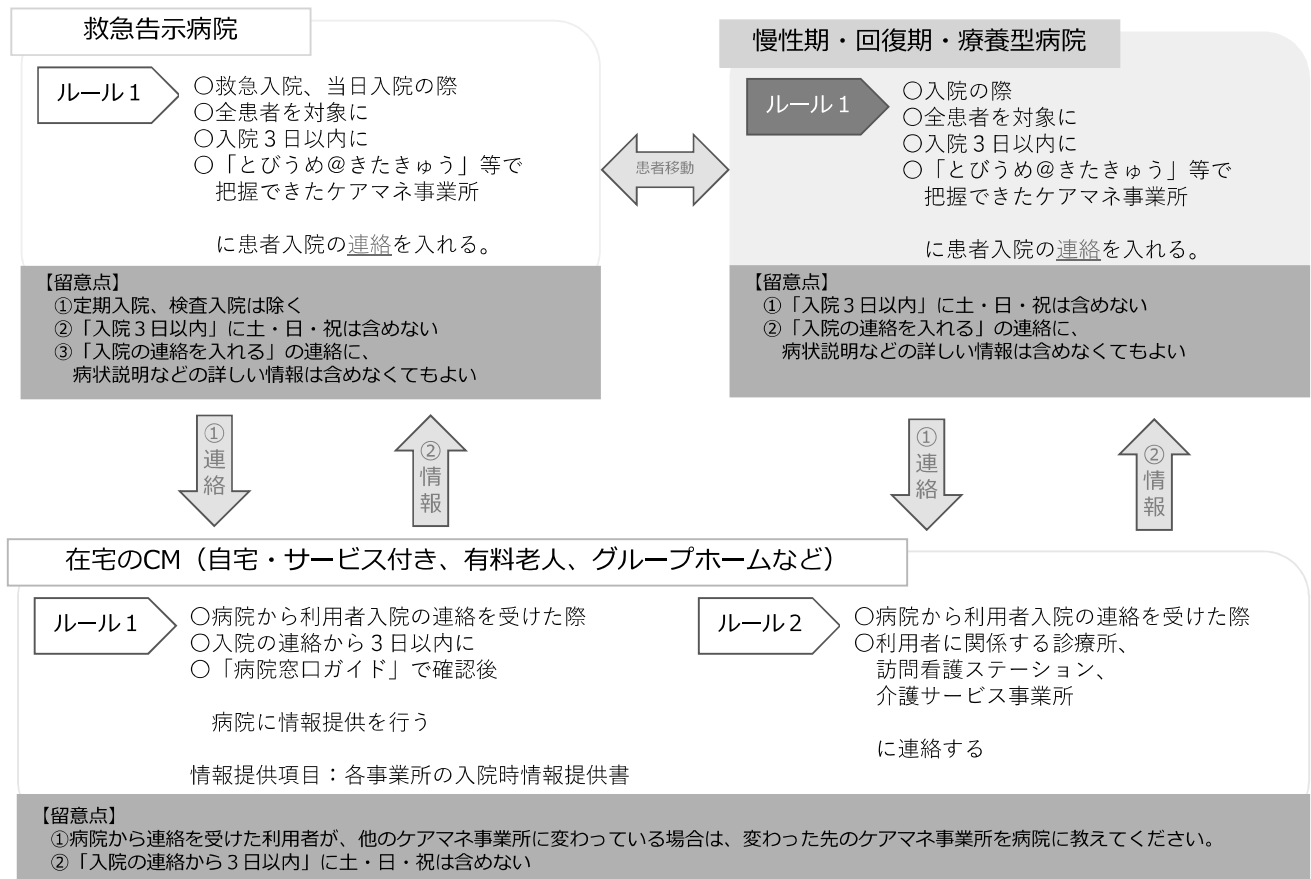 救急告示病院
ルール１
〇救急入院、当日入院の際
〇全患者を対象に
〇入院３日以内に
〇「とびうめ@きたきゅう」等で
把握できたケアマネ事業所
に患者入院の連絡を入れる。
【留意点】
①定期入院、検査入院は除く
②「入院３日以内」に土・日・祝は含めない
③「入院の連絡を入れる」の連絡に、
病状説明などの詳しい情報は含めなくてもよい
患者移動
慢性期・回復期・療養型病院
ルール１
〇入院の際
〇全患者を対象に
〇入院３日以内に
〇「とびうめ@きたきゅう」等で
把握できたケアマネ事業所
に患者入院の連絡を入れる。
【留意点】
①「入院３日以内」に土・日・祝は含めない
②「入院の連絡を入れる」の連絡に、
病状説明などの詳しい情報は含めなくてもよい
①連絡
②情報
①連絡
②情報
在宅のCM（自宅・サービス付き、有料老人、グループホームなど）
ルール１
〇病院から利用者入院の連絡を受けた際
〇入院の連絡から３日以内に
〇「病院窓口ガイド」で確認後
病院に情報提供を行う
情報提供項目：各事業所の入院時情報提供書
ルール２
〇病院から利用者入院の連絡を受けた際
〇利用者に関係する診療所、
訪問看護ステーション、
介護サービス事業所
に連絡する
【留意点】
①病院から連絡を受けた利用者が、他のケアマネ事業所に変わっている場合は、変わった先のケアマネ事業所を病院に教えてください。
②「入院の連絡から３日以内」に土・日・祝は含めない